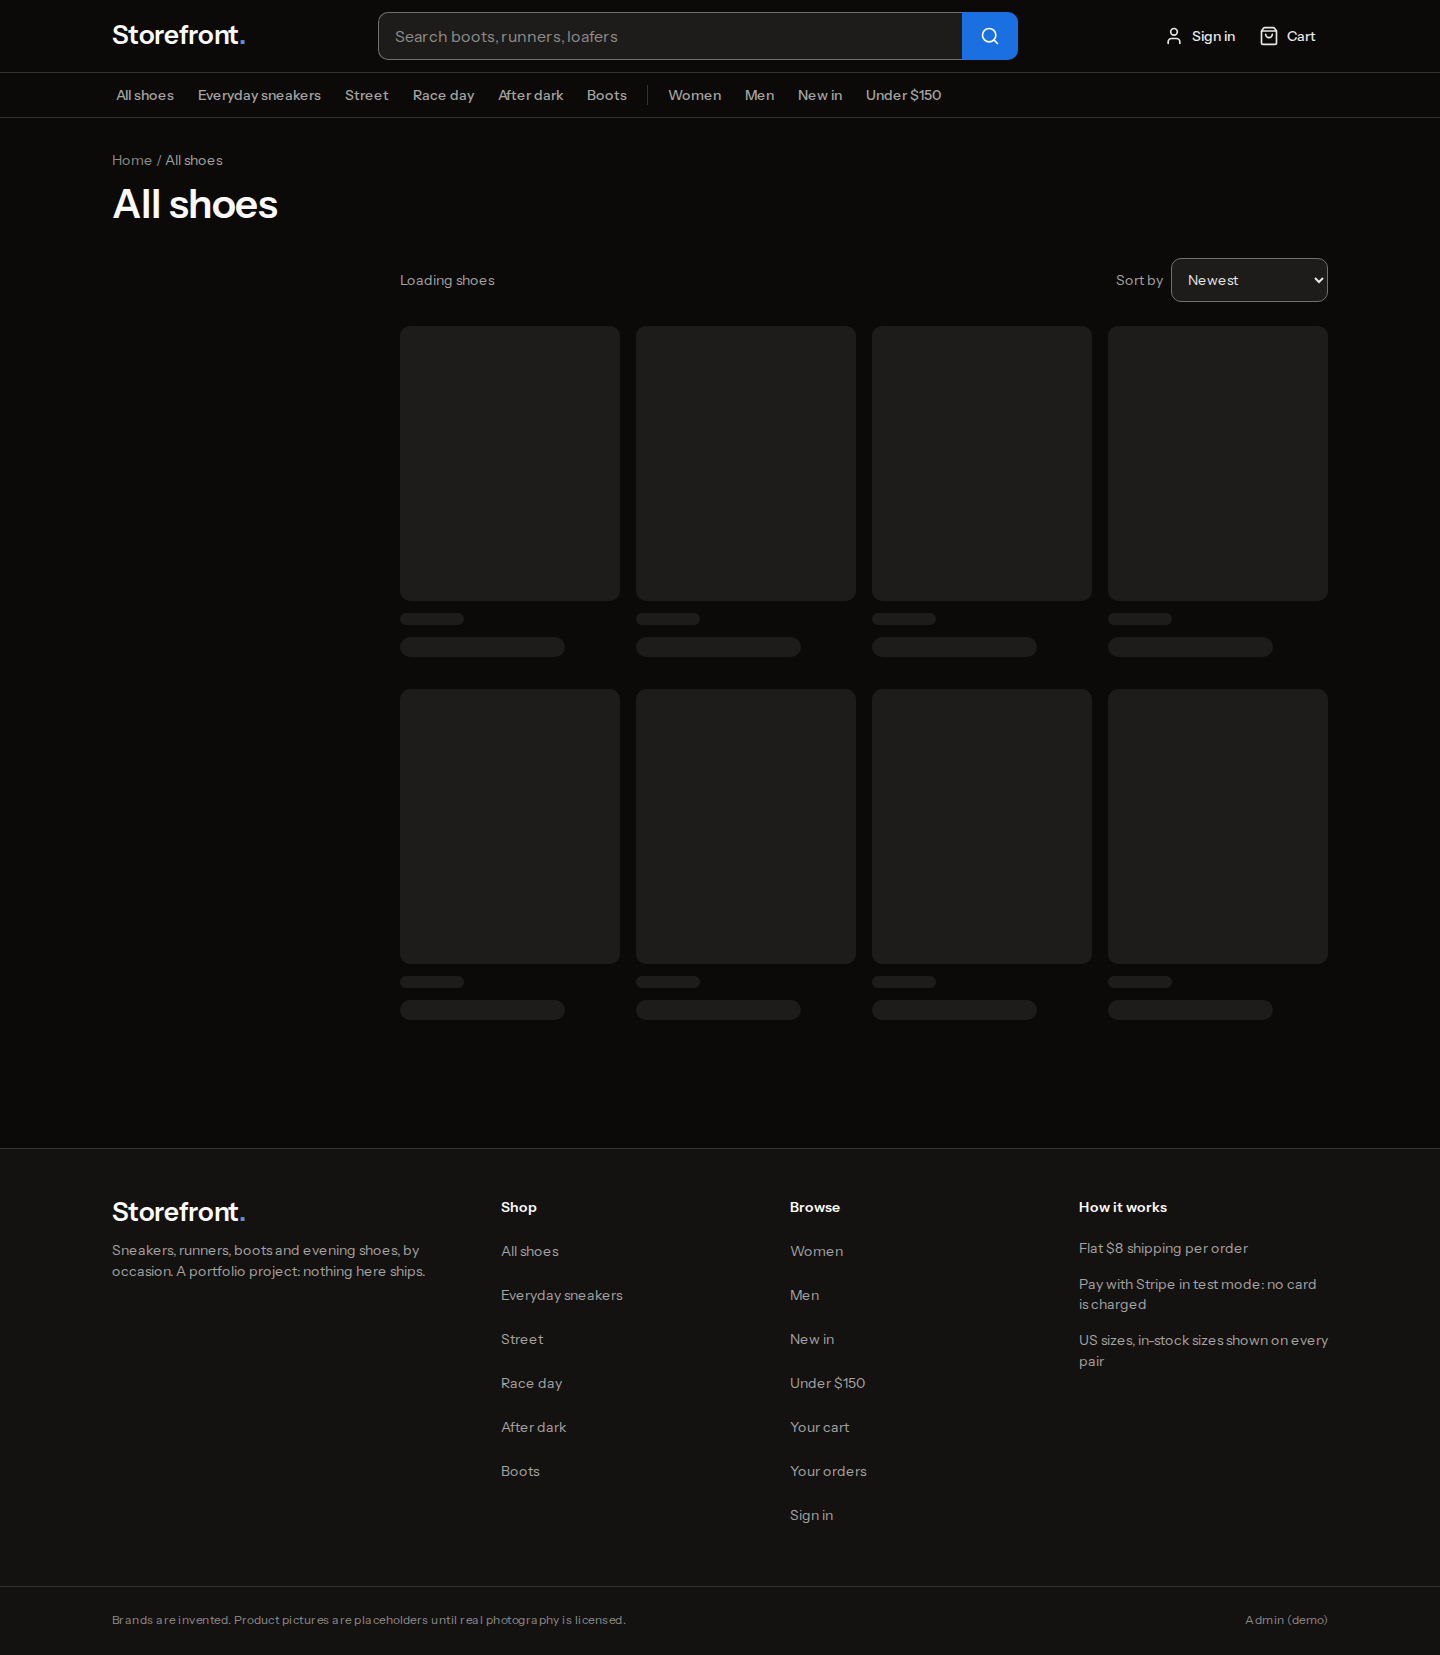 Storefront.
Search boots, runners, loafers
Sign in
Cart
All shoes
Everyday sneakers
Street
Race day
After dark
Boots
Women
Men
New in
Under $150
Home / All shoes
All shoes
Loading shoes
Sort by
Newest
Storefront.
Sneakers, runners, boots and evening shoes, by
occasion. A portfolio project: nothing here ships.
Shop
All shoes
Everyday sneakers
Street
Race day
After dark
Boots
Browse
Women
Men
New in
Under $150
Your cart
Your orders
Sign in
How it works
Flat $8 shipping per order
Pay with Stripe in test mode: no card
is charged
US sizes, in-stock sizes shown on every
pair
Brands are invented. Product pictures are placeholders until real photography is licensed.
Admin (demo)